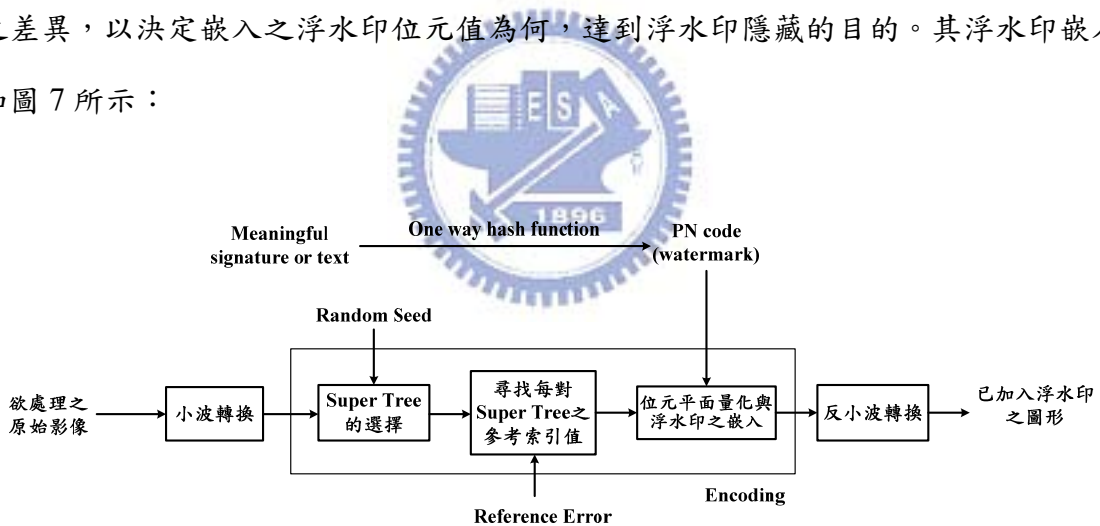 差異，以決定嵌入之浮水印位元值為何，達到浮水印隱藏的目的。其浮水印嵌
圖 7 所示：
ESA
1896
Meaningful
signature or text
One way hash function
PN code
(watermark)
Random Seed
欲處理之
原始影像
小波轉換
Super Tree
的選擇
尋找每對
Super Tree之
參考索引值
位元平面量化與
浮水印之嵌入
反小波轉換
已加入浮水印
之圖形
Encoding
Reference Error